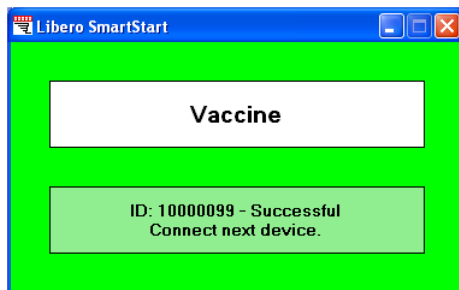 Libero SmartStart
Vaccine
ID: 10000099 - Successful
Connect next device.